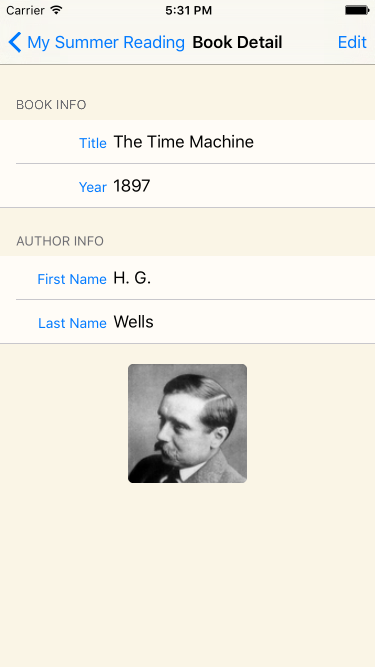 Carrier 5:31 PM
My Summer Reading Book Detail Edit
BOOK INFO
Title The Time Machine
Year 1897
AUTHOR INFO
First Name H. G.
Last Name Wells